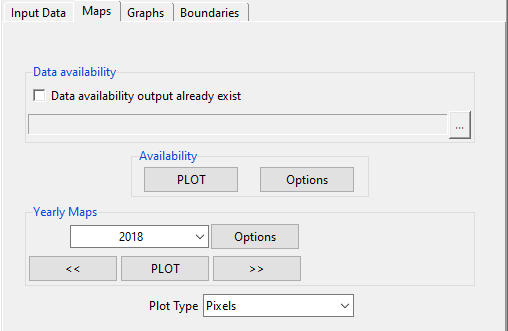 Input Data Maps Graphs Boundaries
Data availability
Data availability output already exist
...
Availability
PLOT Options
Yearly Maps
2018 Options
<< PLOT >>
Plot Type Pixels